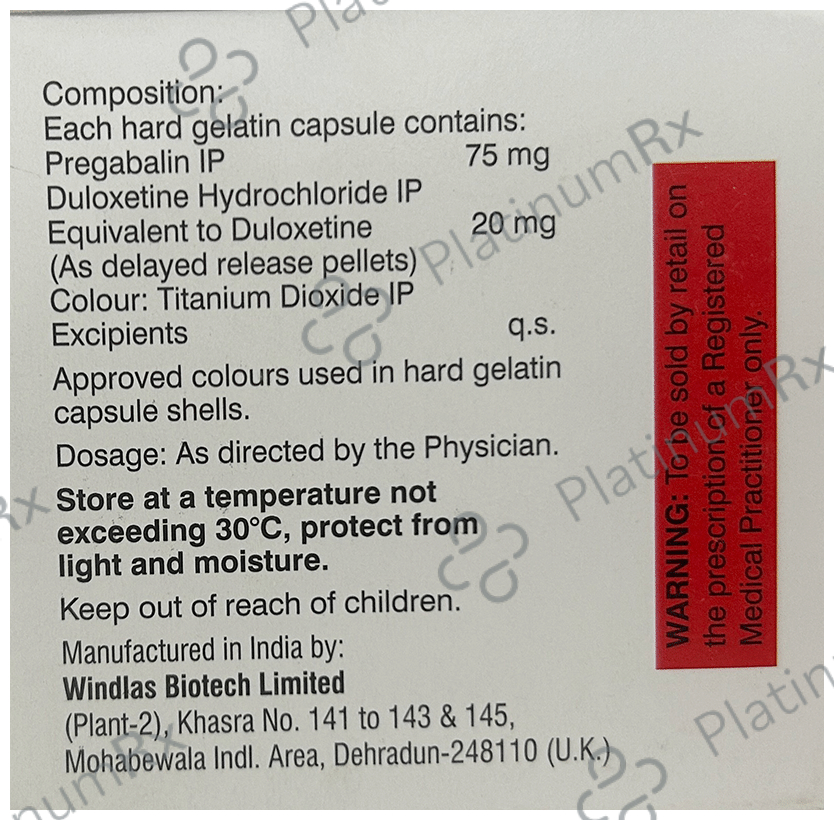 Composition:
Each hard gelatin capsule contains:
Pregabalin IP 75 mg
Duloxetine Hydrochloride IP
Equivalent to Duloxetine 20 mg
(As delayed release pellets)
Colour: Titanium Dioxide IP
Excipients q.s.
Approved colours used in hard gelatin
capsule shells.
Dosage: As directed by the Physician.
Store at a temperature not
exceeding 30°C, protect from
light and moisture.
Keep out of reach of children.
Manufactured in India by:
Windlas Biotech Limited
(Plant-2), Khasra No. 141 to 143 & 145,
Mohabewala Indl. Area, Dehradun-248110 (U.K.)
WARNING: To be sold by retail on
the prescription of a Registered
Medical Practitioner only.
PlatinumRx
PlatinumRx